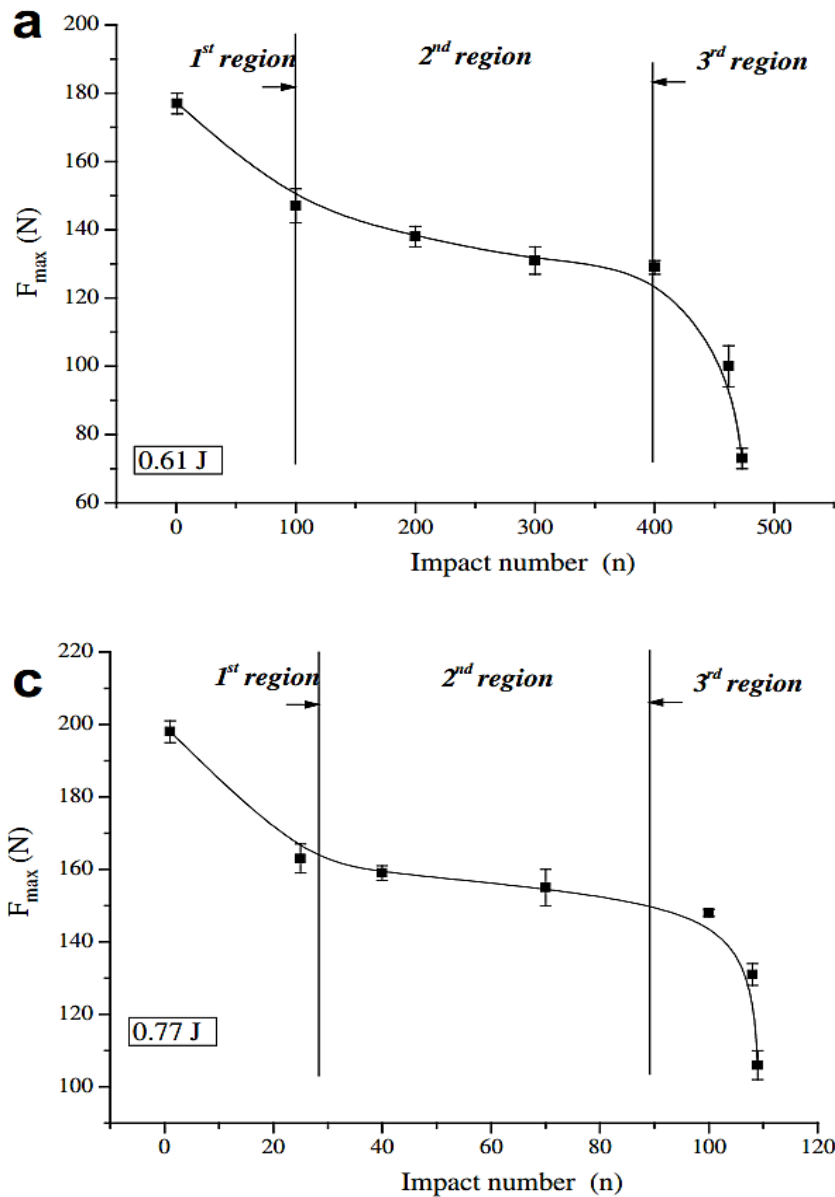 a
1st region
2nd region
3rd region
200
180
160
140
120
100
80
60
Fmax (N)
0.61 J
0 100 200 300 400 500
Impact number (n)
c
1st region
2nd region
3rd region
220
200
180
160
140
120
100
Fmax (N)
0.77 J
0 20 40 60 80 100 120
Impact number (n)